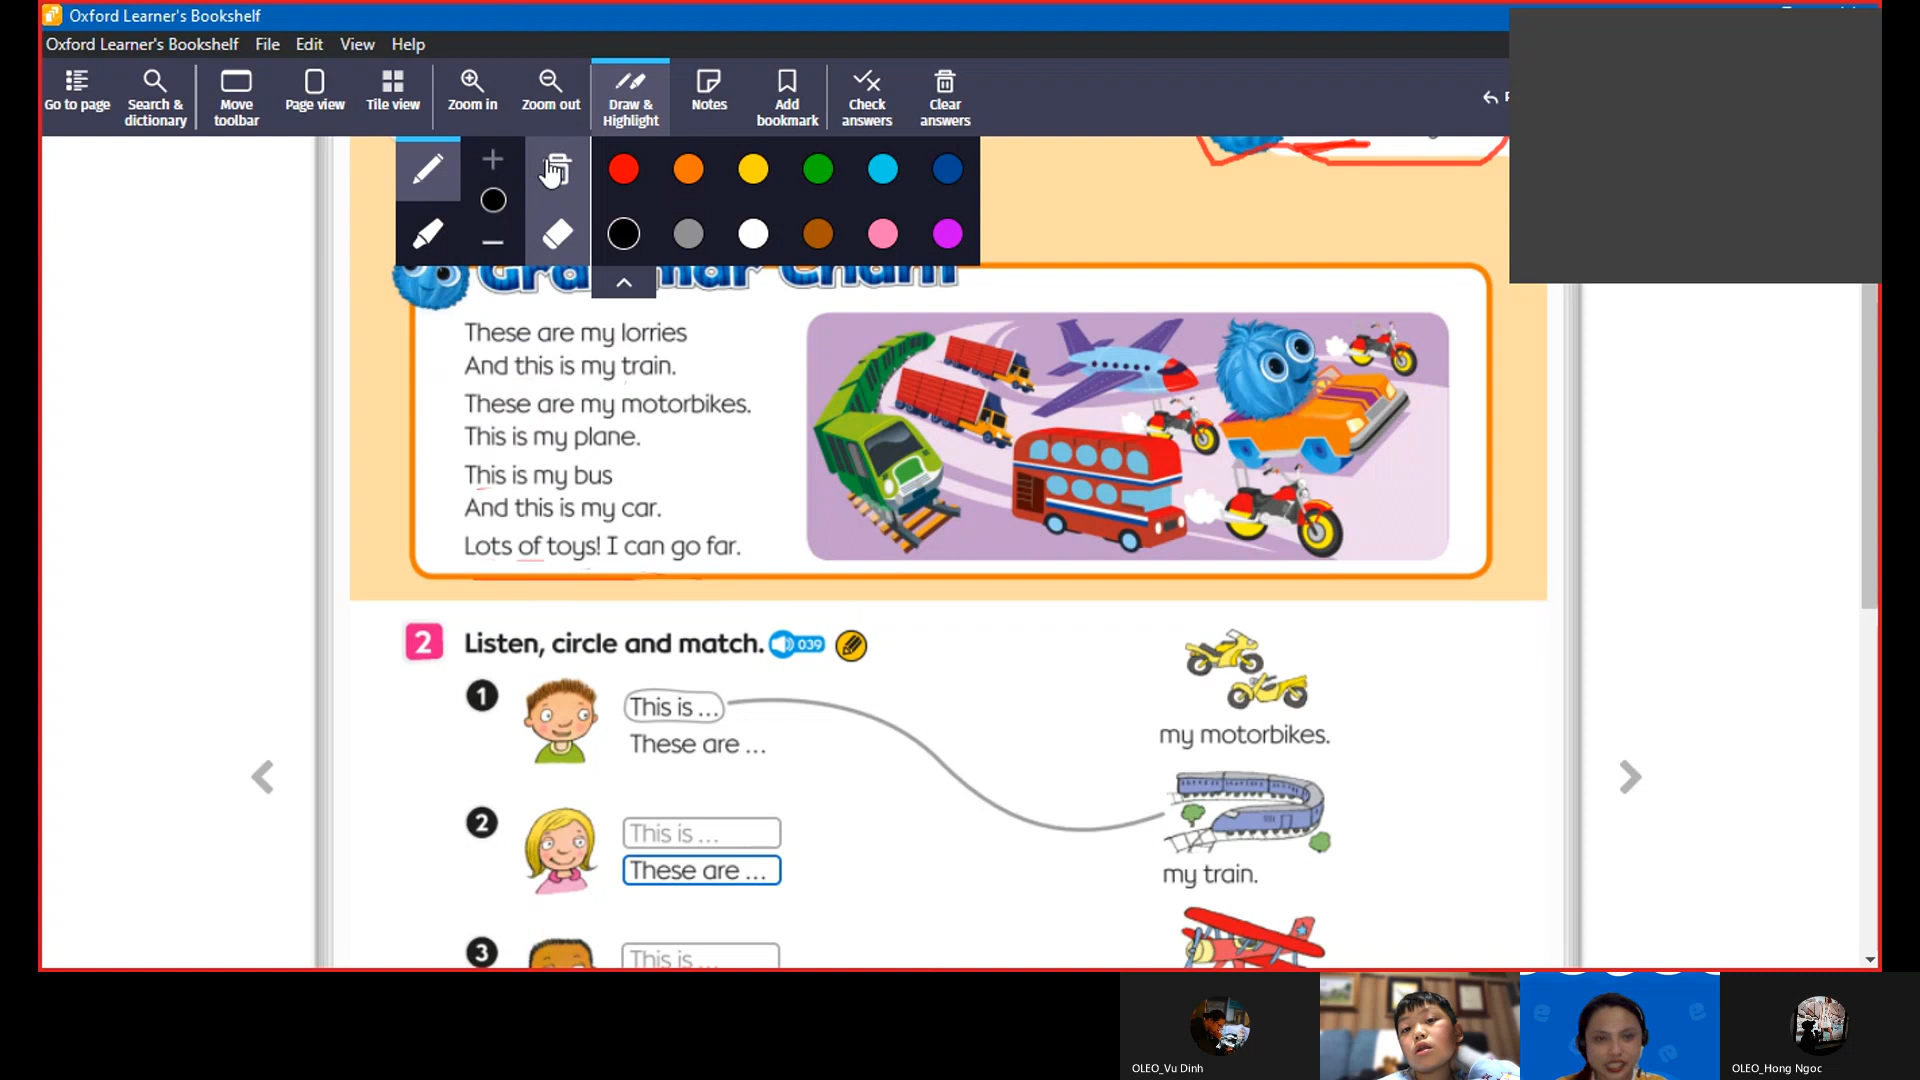 Oxford Learner's Bookshelf
Oxford Learner's Bookshelf File Edit View Help
Go to page
Search & dictionary
Move toolbar
Page view
Tile view
Zoom in
Zoom out
Draw & Highlight
Notes
Add bookmark
Check answers
Clear answers
These are my lorries
And this is my train.
These are my motorbikes.
This is my plane.
This is my bus
And this is my car.
Lots of toys! I can go far.
2 Listen, circle and match. 039
1 This is ...
These are ...
my motorbikes.
2 This is ...
These are ...
my train.
3 This is ...
OLEO_Vu Dinh
OLEO_Hong Ngoc